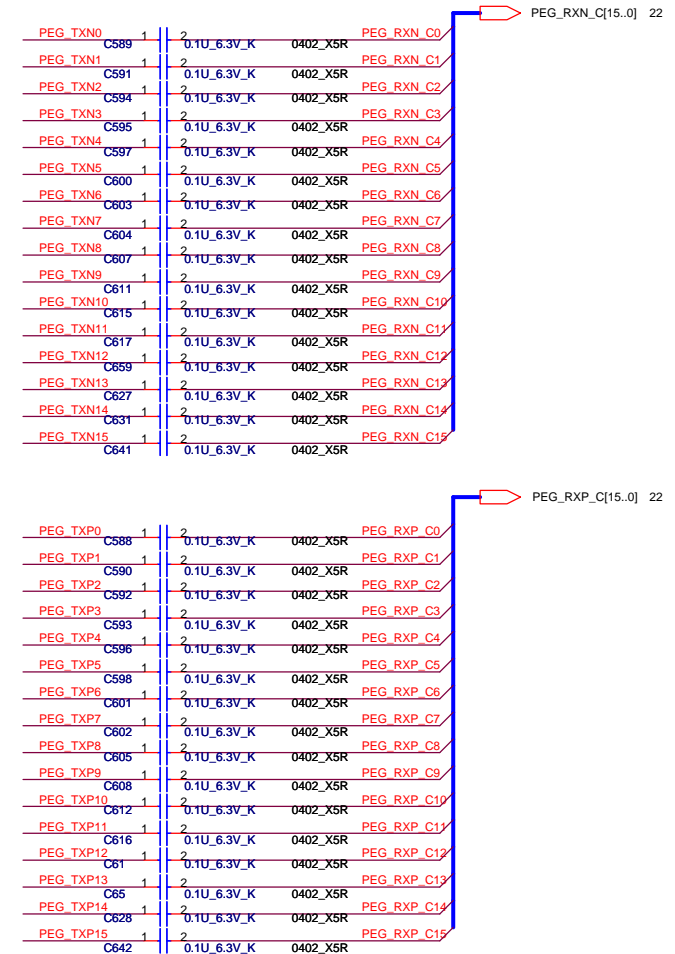 PEG_RXN_C[15..0] 22
PEG_TXN0 1 2 PEG_RXN_C0
C589 0.1U_6.3V_K 0402_X5R
PEG_TXN1 1 2 PEG_RXN_C1
C591 0.1U_6.3V_K 0402_X5R
PEG_TXN2 1 2 PEG_RXN_C2
C594 0.1U_6.3V_K 0402_X5R
PEG_TXN3 1 2 PEG_RXN_C3
C595 0.1U_6.3V_K 0402_X5R
PEG_TXN4 1 2 PEG_RXN_C4
C597 0.1U_6.3V_K 0402_X5R
PEG_TXN5 1 2 PEG_RXN_C5
C600 0.1U_6.3V_K 0402_X5R
PEG_TXN6 1 2 PEG_RXN_C6
C603 0.1U_6.3V_K 0402_X5R
PEG_TXN7 1 2 PEG_RXN_C7
C604 0.1U_6.3V_K 0402_X5R
PEG_TXN8 1 2 PEG_RXN_C8
C607 0.1U_6.3V_K 0402_X5R
PEG_TXN9 1 2 PEG_RXN_C9
C611 0.1U_6.3V_K 0402_X5R
PEG_TXN10 1 2 PEG_RXN_C10
C615 0.1U_6.3V_K 0402_X5R
PEG_TXN11 1 2 PEG_RXN_C11
C617 0.1U_6.3V_K 0402_X5R
PEG_TXN12 1 2 PEG_RXN_C12
C659 0.1U_6.3V_K 0402_X5R
PEG_TXN13 1 2 PEG_RXN_C13
C627 0.1U_6.3V_K 0402_X5R
PEG_TXN14 1 2 PEG_RXN_C14
C631 0.1U_6.3V_K 0402_X5R
PEG_TXN15 1 2 PEG_RXN_C15
C641 0.1U_6.3V_K 0402_X5R
PEG_RXP_C[15..0] 22
PEG_TXP0 1 2 PEG_RXP_C0
C588 0.1U_6.3V_K 0402_X5R
PEG_TXP1 1 2 PEG_RXP_C1
C590 0.1U_6.3V_K 0402_X5R
PEG_TXP2 1 2 PEG_RXP_C2
C592 0.1U_6.3V_K 0402_X5R
PEG_TXP3 1 2 PEG_RXP_C3
C593 0.1U_6.3V_K 0402_X5R
PEG_TXP4 1 2 PEG_RXP_C4
C596 0.1U_6.3V_K 0402_X5R
PEG_TXP5 1 2 PEG_RXP_C5
C598 0.1U_6.3V_K 0402_X5R
PEG_TXP6 1 2 PEG_RXP_C6
C601 0.1U_6.3V_K 0402_X5R
PEG_TXP7 1 2 PEG_RXP_C7
C602 0.1U_6.3V_K 0402_X5R
PEG_TXP8 1 2 PEG_RXP_C8
C605 0.1U_6.3V_K 0402_X5R
PEG_TXP9 1 2 PEG_RXP_C9
C608 0.1U_6.3V_K 0402_X5R
PEG_TXP10 1 2 PEG_RXP_C10
C612 0.1U_6.3V_K 0402_X5R
PEG_TXP11 1 2 PEG_RXP_C11
C616 0.1U_6.3V_K 0402_X5R
PEG_TXP12 1 2 PEG_RXP_C12
C61 0.1U_6.3V_K 0402_X5R
PEG_TXP13 1 2 PEG_RXP_C13
C65 0.1U_6.3V_K 0402_X5R
PEG_TXP14 1 2 PEG_RXP_C14
C628 0.1U_6.3V_K 0402_X5R
PEG_TXP15 1 2 PEG_RXP_C15
C642 0.1U_6.3V_K 0402_X5R